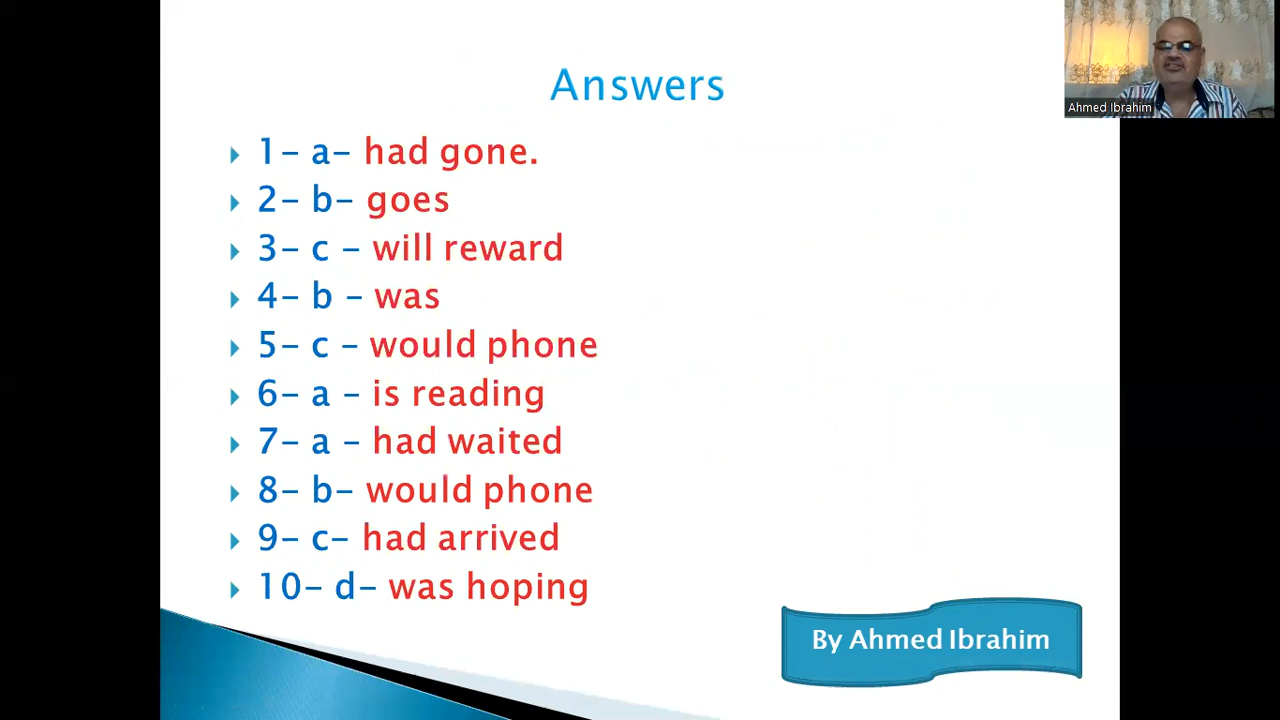 Answers
1- a- had gone.
2- b- goes
3- c - will reward
4- b - was
5- c - would phone
6- a - is reading
7- a - had waited
8- b- would phone
9- c- had arrived
10- d- was hoping
By Ahmed Ibrahim
Ahmed Ibrahim